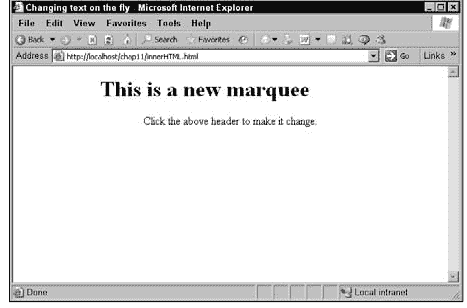 Changing text on the fly - Microsoft Internet Explorer
File Edit View Favorites Tools Help
Back Search Favorites
Address http://localhost/chap11/innerHTML.html Go Links »
This is a new marquee
Click the above header to make it change.
Done Local intranet